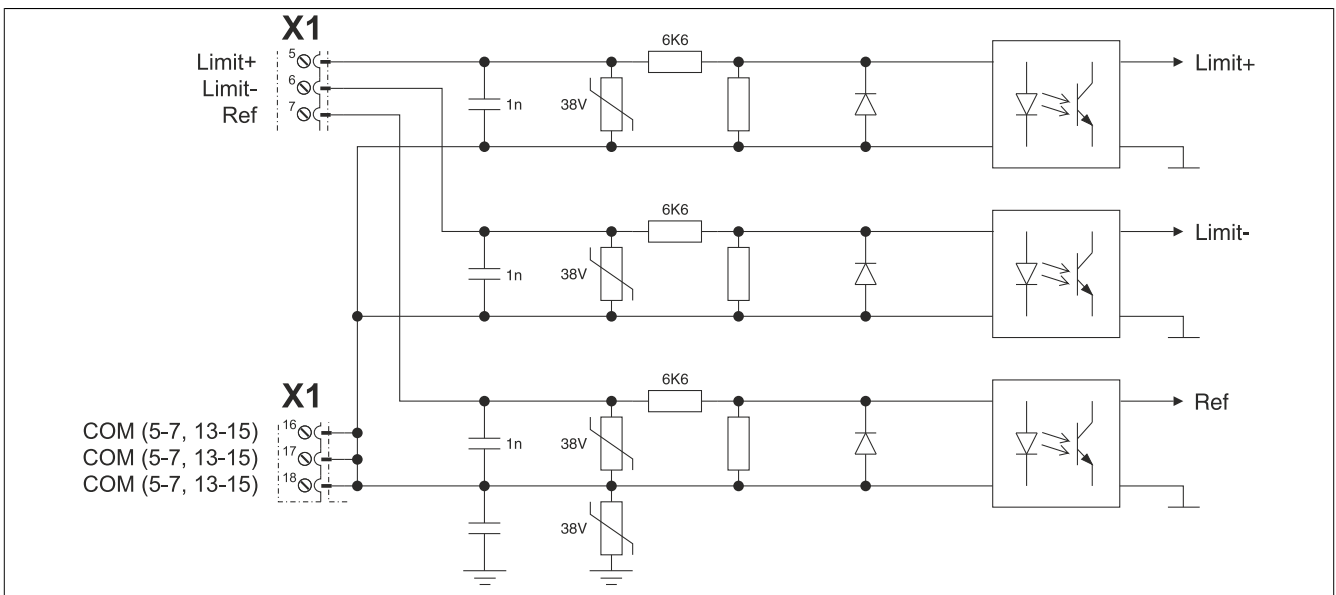 X1
5
Limit+
6
Limit-
7
Ref
6K6
1n
38V
Limit+
6K6
1n
38V
Limit-
X1
16
COM (5-7, 13-15)
17
COM (5-7, 13-15)
18
COM (5-7, 13-15)
6K6
1n
38V
Ref
38V